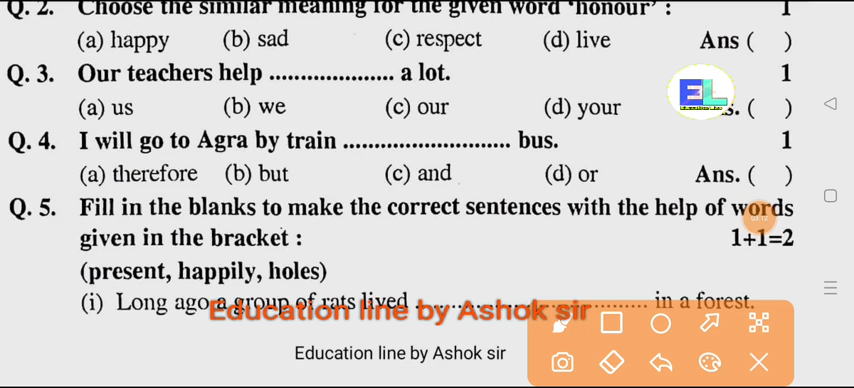 Q. 2. Choose the similar meaning for the given word 'honour' : 1
(a) happy (b) sad (c) respect (d) live Ans ( )
Q. 3. Our teachers help .................... a lot. 1
(a) us (b) we (c) our (d) your s. ( )
EL
Q. 4. I will go to Agra by train ........................... bus. 1
(a) therefore (b) but (c) and (d) or Ans. ( )
Q. 5. Fill in the blanks to make the correct sentences with the help of words
given in the bracket : 1+1=2
(present, happily, holes)
(i) Long ago a group of rats lived ........................................ in a forest.
Education line by Ashok sir
Education line by Ashok sir